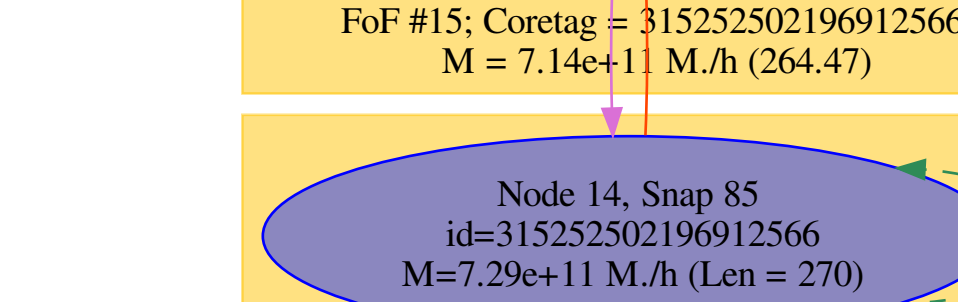 FoF #15; Coretag = 315252502196912566
M = 7.14e+11 M./h (264.47)
Node 14, Snap 85
id=315252502196912566
M=7.29e+11 M./h (Len = 270)